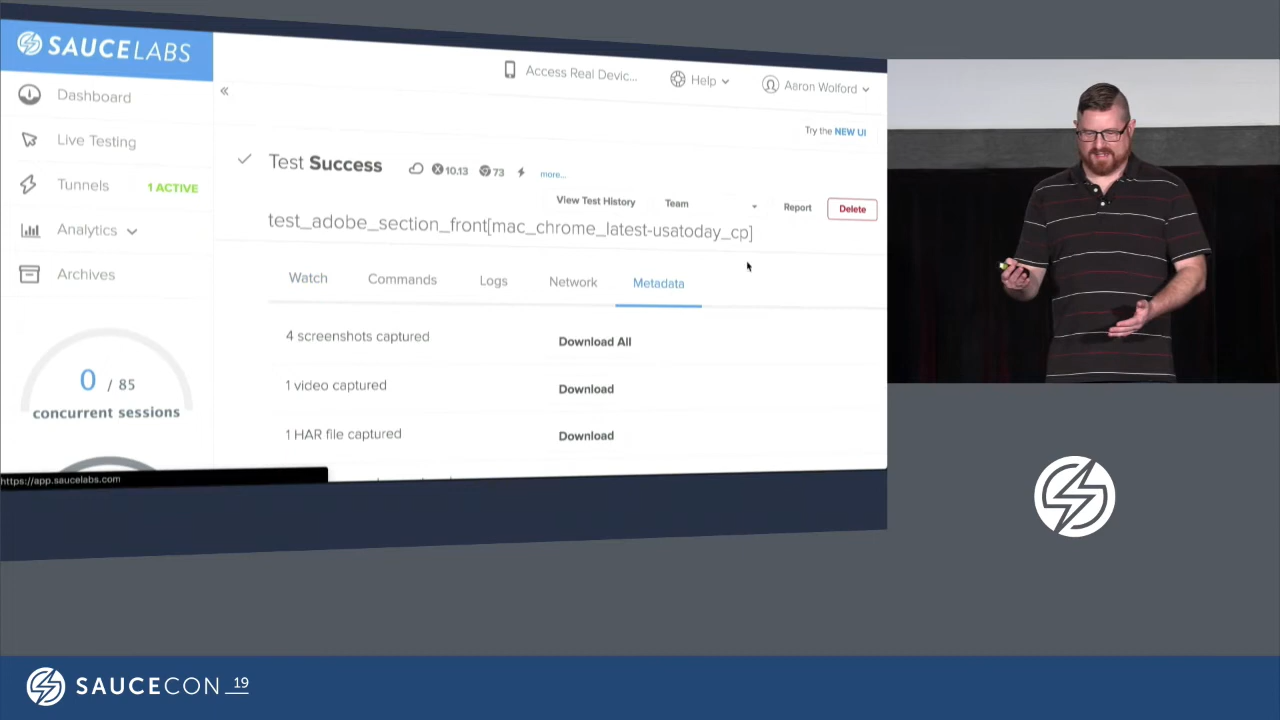 SAUCELABS
Access Real Devic...
Help
Aaron Wolford
Dashboard
Live Testing
Tunnels 1 ACTIVE
Analytics
Archives
0 / 85
concurrent sessions
Try the NEW UI
Test Success 10.13 73 more...
View Test History Team Report Delete
test_adobe_section_front[mac_chrome_latest-usatoday_cp]
Watch Commands Logs Network Metadata
4 screenshots captured Download All
1 video captured Download
1 HAR file captured Download
https://app.saucelabs.com
SAUCECON 19